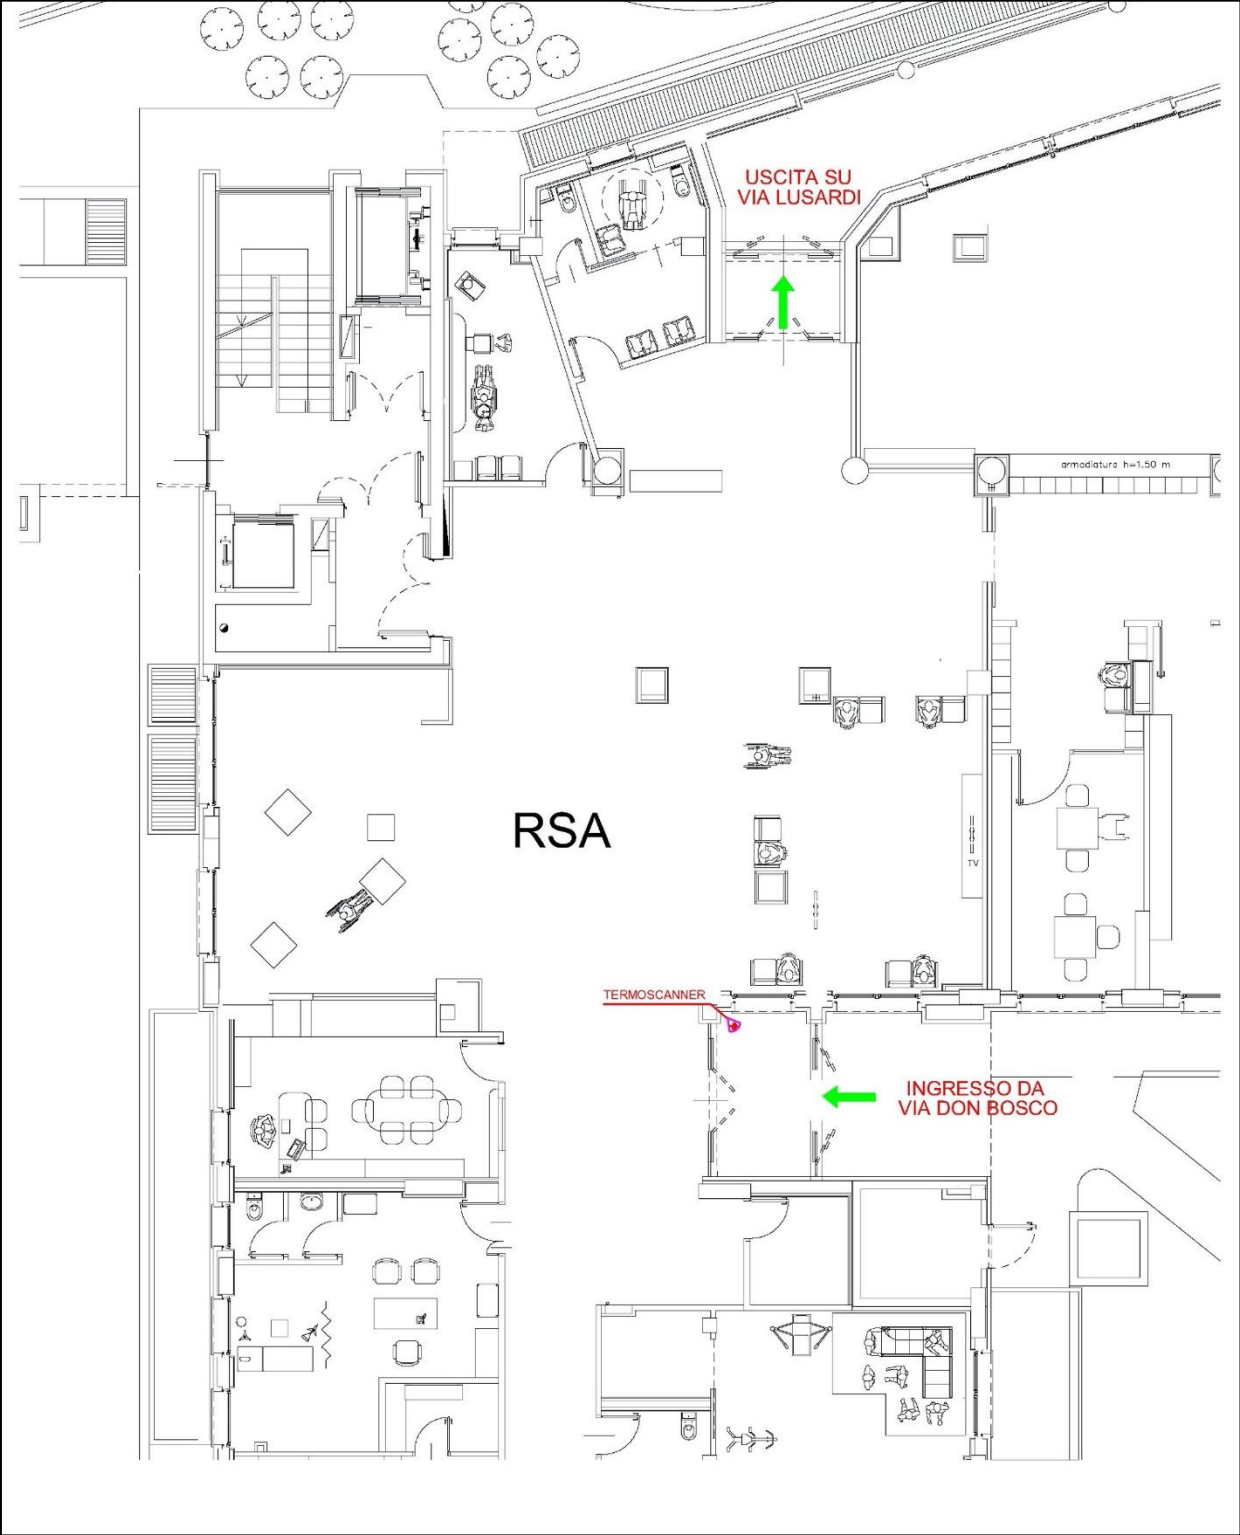 USCITA SU
VIA LUSARDI
armadiatura h=1.50 m
RSA
TV
TERMOSCANNER
INGRESSO DA
VIA DON BOSCO